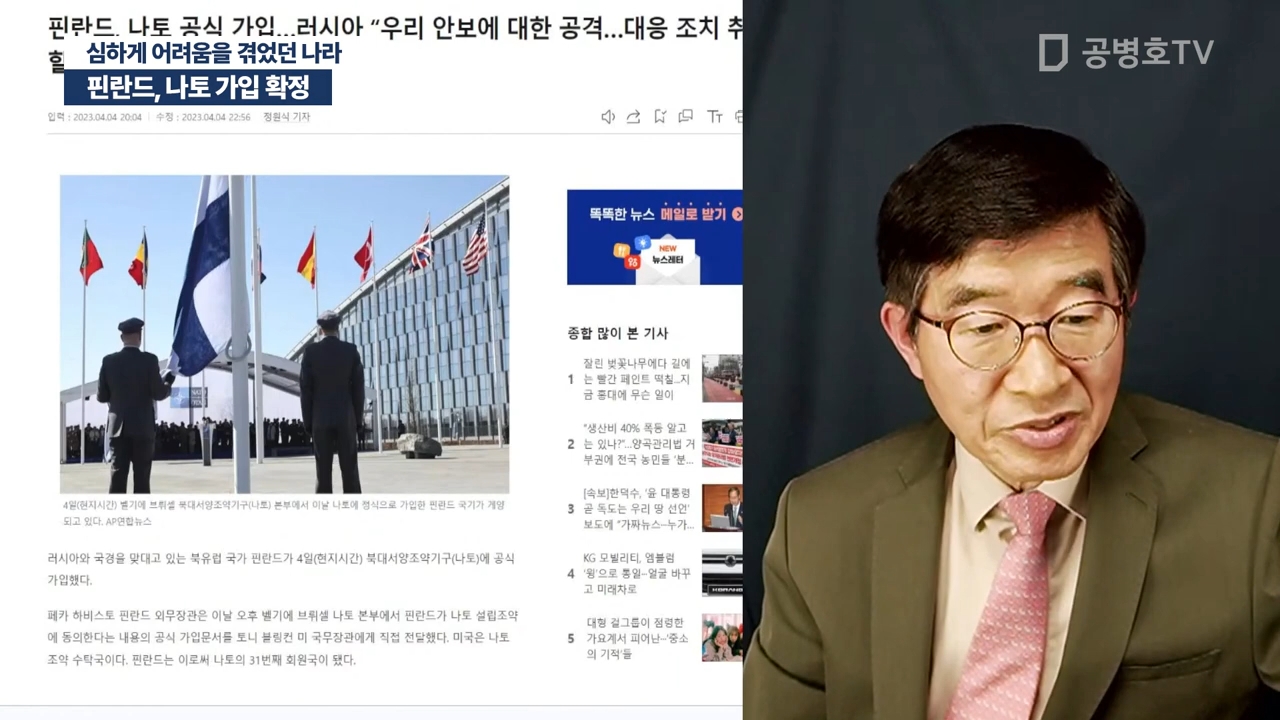 핀란드, 나토 공식 가입...러시아 “우리 안보에 대한 공격...대응 조치 취
할
심하게 어려움을 겪었던 나라
핀란드, 나토 가입 확정
공병호TV
입력 : 2023.04.04 20:04 수정 : 2023.04.04 22:56 정원식 기자
똑똑한 뉴스 메일로 받기
NEW
뉴스레터
4일(현지시간) 벨기에 브뤼셀 북대서양조약기구(나토) 본부에서 이날 나토에 정식으로 가입한 핀란드 국기가 게양
되고 있다. AP연합뉴스
러시아와 국경을 맞대고 있는 북유럽 국가 핀란드가 4일(현지시간) 북대서양조약기구(나토)에 공식
가입했다.
페카 하비스토 핀란드 외무장관은 이날 오후 벨기에 브뤼셀 나토 본부에서 핀란드가 나토 설립조약
에 동의한다는 내용의 공식 가입문서를 토니 블링컨 미 국무장관에게 직접 전달했다. 미국은 나토
조약 수탁국이다. 핀란드는 이로써 나토의 31번째 회원국이 됐다.
종합 많이 본 기사
1 잘린 벚꽃나무에다 길에
는 빨간 페인트 떡칠...지
금 홍대에 무슨 일이
2 “생산비 40% 폭등 알고
는 있나?”...양곡관리법 거
부권에 전국 농민들 ‘분...
3 [속보]한덕수, ‘윤 대통령
곧 독도는 우리 땅 선언’
보도에 “가짜뉴스···누가...
4 KG 모빌리티, 엠블럼
‘윙’으로 통일···얼굴 바꾸
고 미래차로
5 대형 걸그룹이 점령한
가요계서 피어난···‘중소
의 기적’들